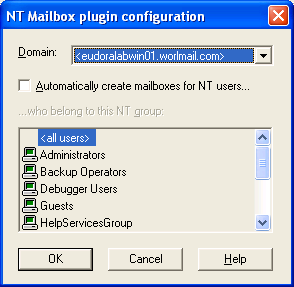 NT Mailbox plugin configuration
Domain:
<eudoralabwin01.worlmail.com>
Automatically create mailboxes for NT users...
...who belong to this NT group:
<all users>
Administrators
Backup Operators
Debugger Users
Guests
HelpServicesGroup
OK
Cancel
Help